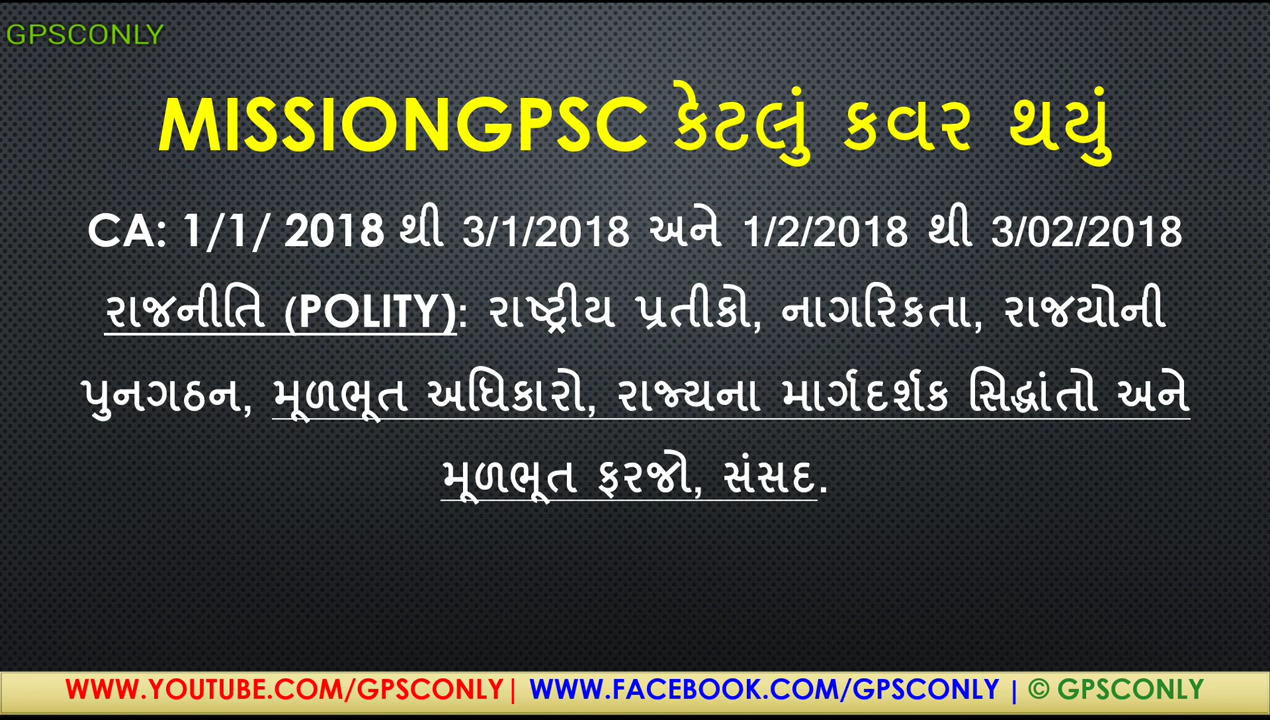 GPSCONLY
MISSIONGPSC કેટલું કવર થયું
CA: 1/1/ 2018 થી 3/1/2018 અને 1/2/2018 થી 3/02/2018
રાજનીતિ (POLITY): રાષ્ટ્રીય પ્રતીકો, નાગરિકતા, રાજયોની
પુનગઠન, મૂળભૂત અધિકારો, રાજ્યના માર્ગદર્શક સિદ્ધાંતો અને
મૂળભૂત ફરજો, સંસદ.
WWW.YOUTUBE.COM/GPSCONLY| WWW.FACEBOOK.COM/GPSCONLY | © GPSCONLY